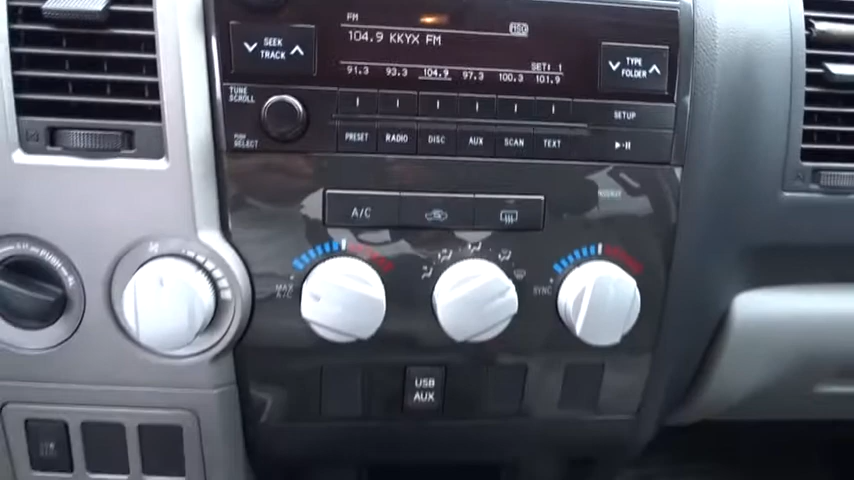 FM
MSG
104.9 KKYX FM
SET: 1
91.3 93.3 104.9 97.3 100.3 101.9
SEEK
TRACK
TYPE
FOLDER
TUNE
SCROLL
PUSH
SELECT
PRESET RADIO DISC AUX SCAN TEXT
SETUP
A/C
MAX
A/C
SYNC
PUSH
USB
AUX